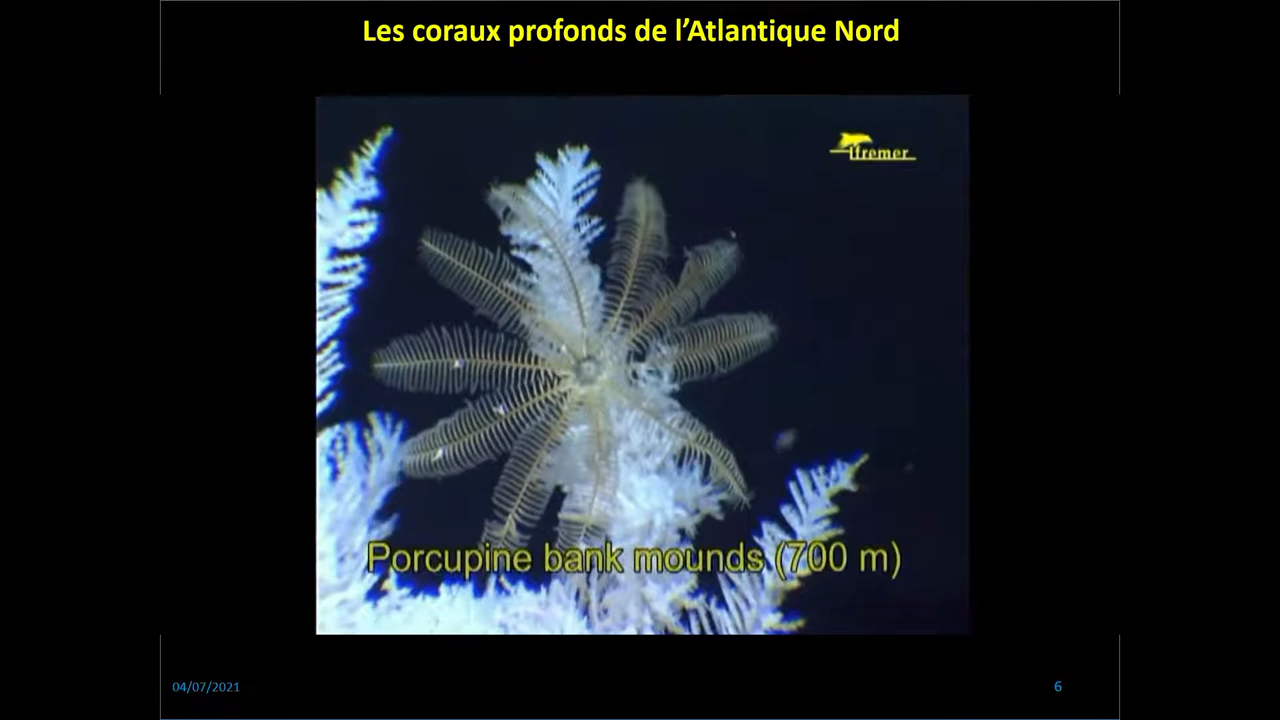 Les coraux profonds de l’Atlantique Nord
ifremer
Porcupine bank mounds (700 m)
04/07/2021
6